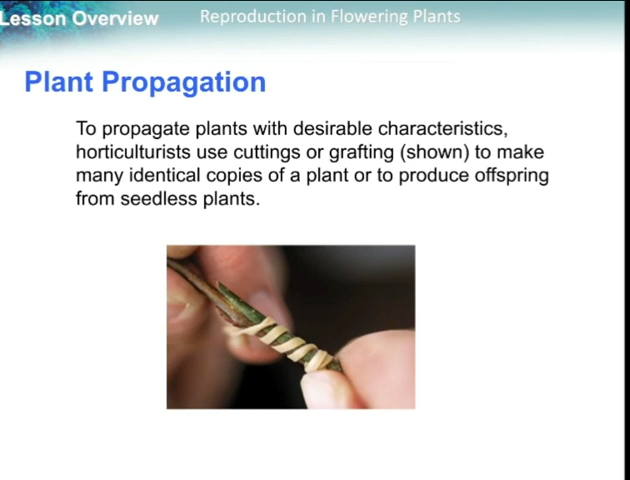 Lesson Overview Reproduction in Flowering Plants
Plant Propagation
To propagate plants with desirable characteristics,
horticulturists use cuttings or grafting (shown) to make
many identical copies of a plant or to produce offspring
from seedless plants.